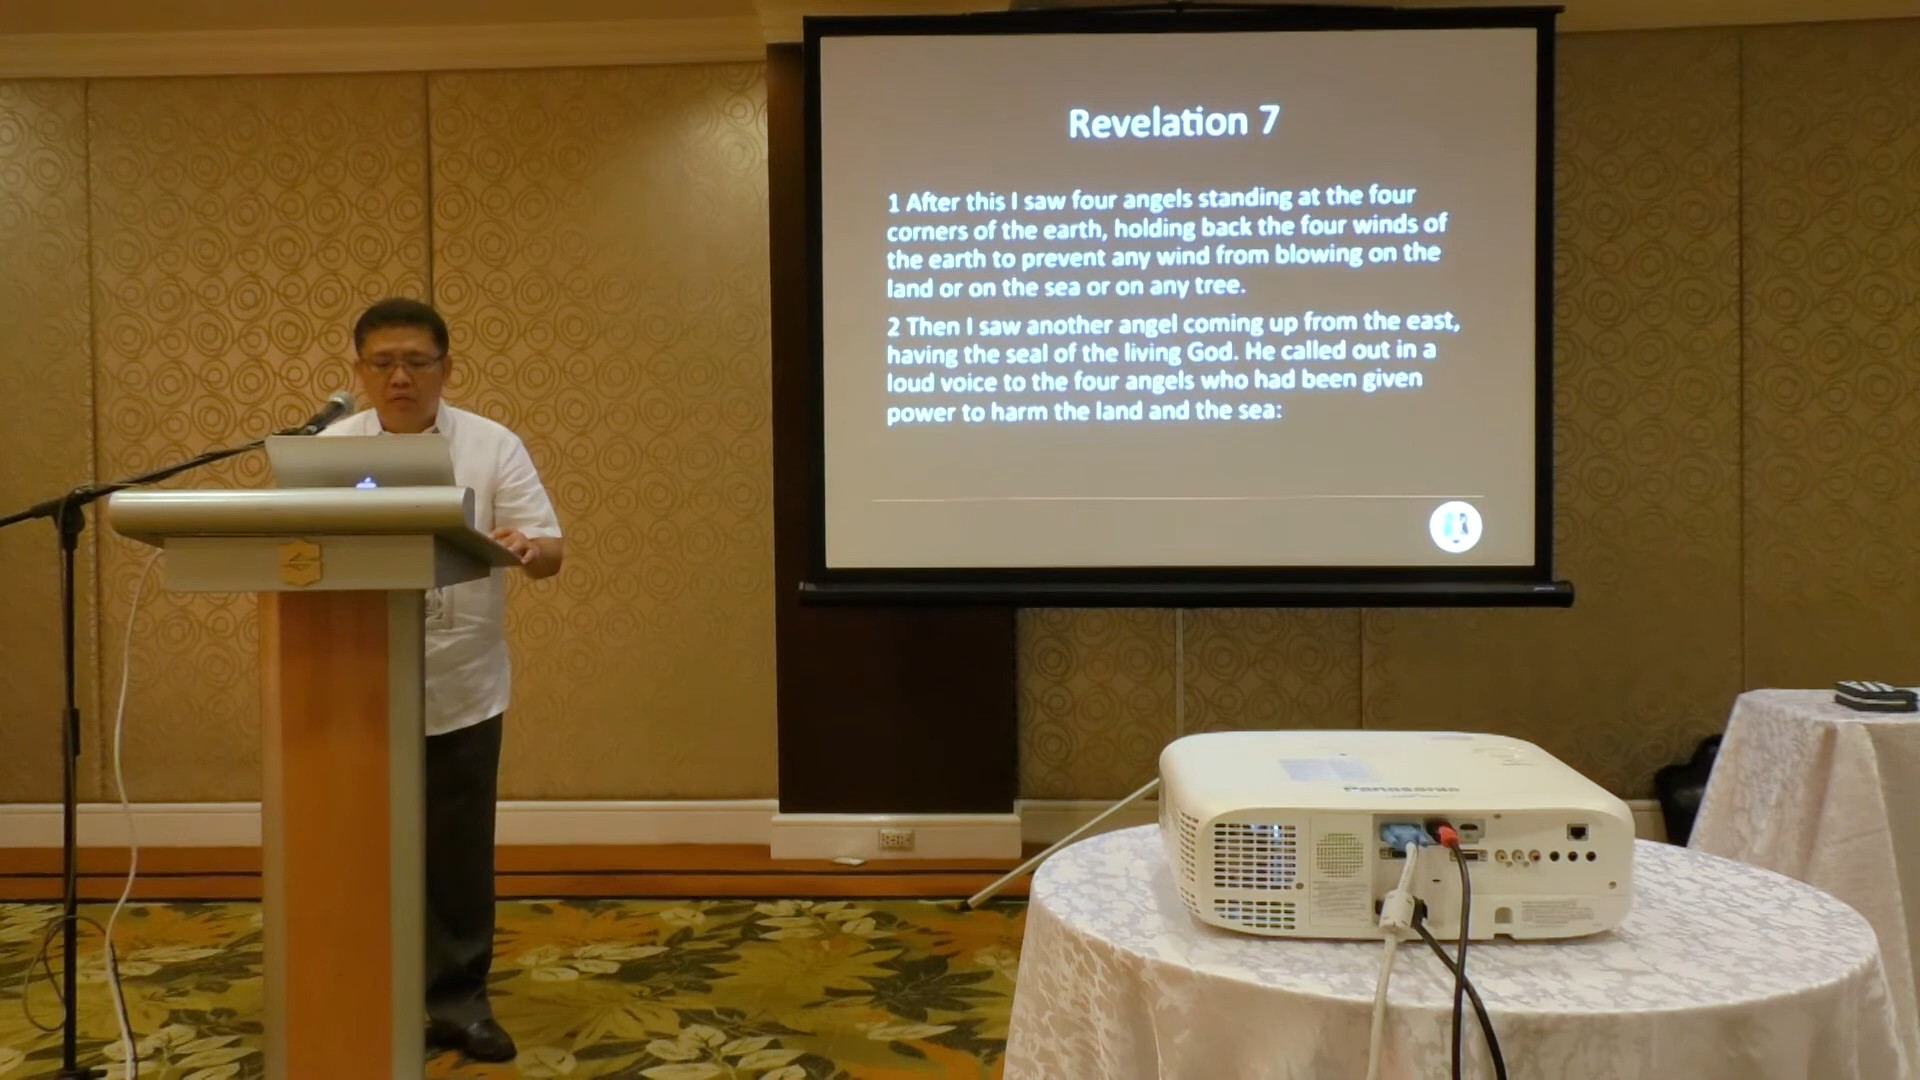 Revelation 7
1 After this I saw four angels standing at the four
corners of the earth, holding back the four winds of
the earth to prevent any wind from blowing on the
land or on the sea or on any tree.
2 Then I saw another angel coming up from the east,
having the seal of the living God. He called out in a
loud voice to the four angels who had been given
power to harm the land and the sea:
Panasonic